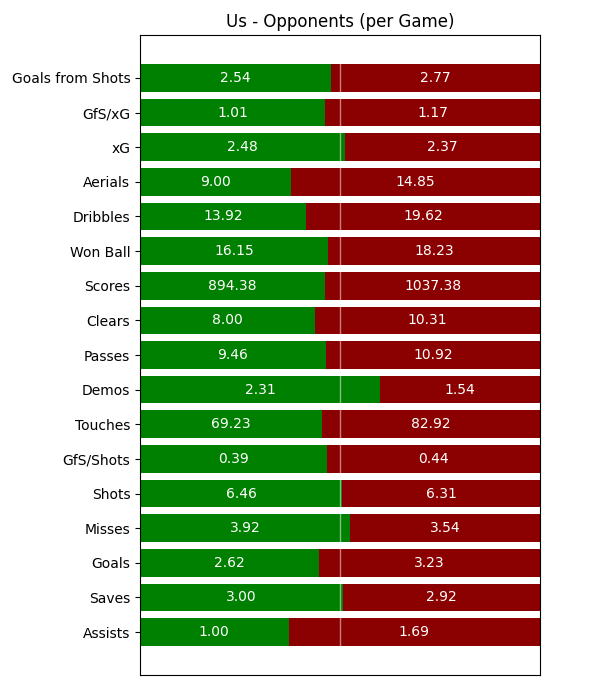 Us - Opponents (per Game)
Goals from Shots 2.54 2.77
GfS/xG 1.01 1.17
xG 2.48 2.37
Aerials 9.00 14.85
Dribbles 13.92 19.62
Won Ball 16.15 18.23
Scores 894.38 1037.38
Clears 8.00 10.31
Passes 9.46 10.92
Demos 2.31 1.54
Touches 69.23 82.92
GfS/Shots 0.39 0.44
Shots 6.46 6.31
Misses 3.92 3.54
Goals 2.62 3.23
Saves 3.00 2.92
Assists 1.00 1.69